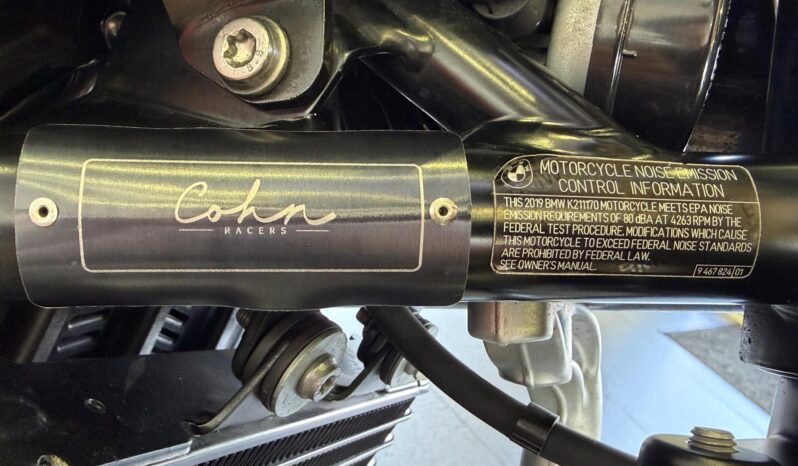 Cohn
RACERS
MOTORCYCLE NOISE EMISSION
CONTROL INFORMATION
THIS 2019 BMW K211170 MOTORCYCLE MEETS EPA NOISE
EMISSION REQUIREMENTS OF 80 dBA AT 4263 RPM BY THE
FEDERAL TEST PROCEDURE. MODIFICATIONS WHICH CAUSE
THIS MOTORCYCLE TO EXCEED FEDERAL NOISE STANDARDS
ARE PROHIBITED BY FEDERAL LAW.
SEE OWNER'S MANUAL.
9 467 824 | 01